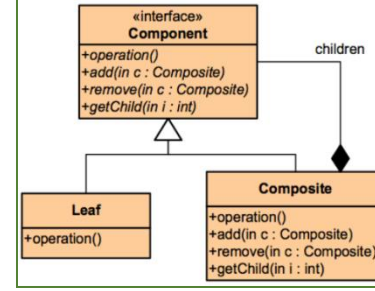 «interface»
Component
+operation()
+add(in c : Composite)
+remove(in c : Composite)
+getChild(in i : int)
children
Leaf
+operation()
Composite
+operation()
+add(in c : Composite)
+remove(in c : Composite)
+getChild(in i : int)